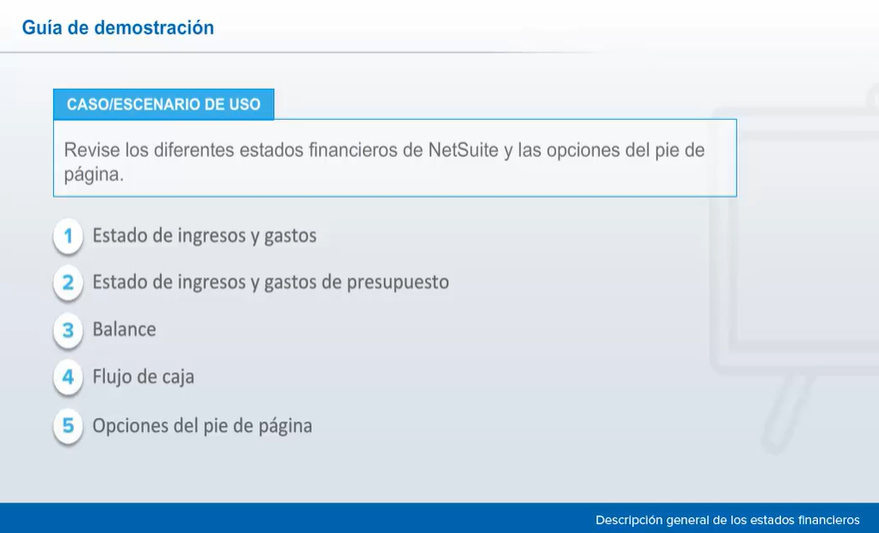 Guía de demostración
CASO/ESCENARIO DE USO
Revise los diferentes estados financieros de NetSuite y las opciones del pie de
página.
1 Estado de ingresos y gastos
2 Estado de ingresos y gastos de presupuesto
3 Balance
4 Flujo de caja
5 Opciones del pie de página
Descripción general de los estados financieros